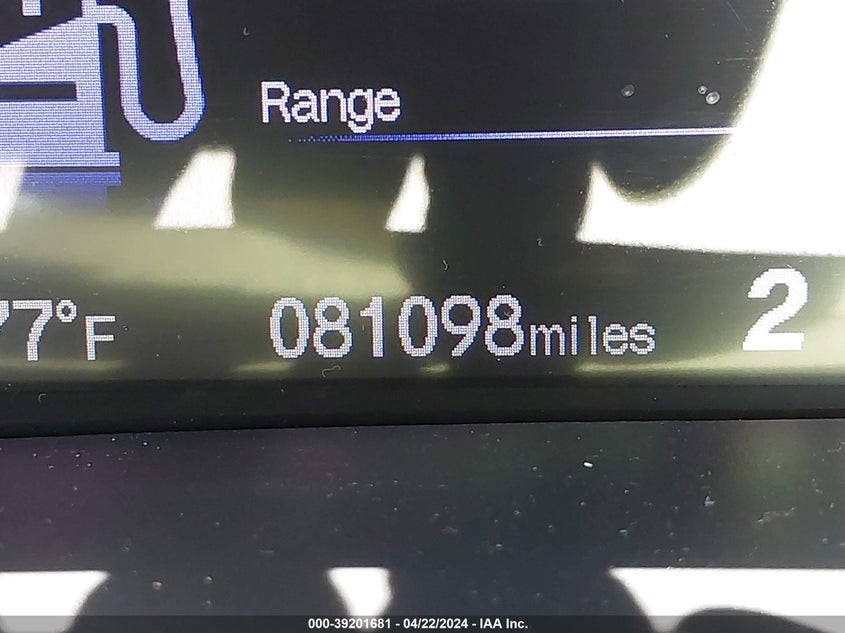 Range
77°F 081098miles 2
000-39201681 - 04/22/2024 - IAA Inc.